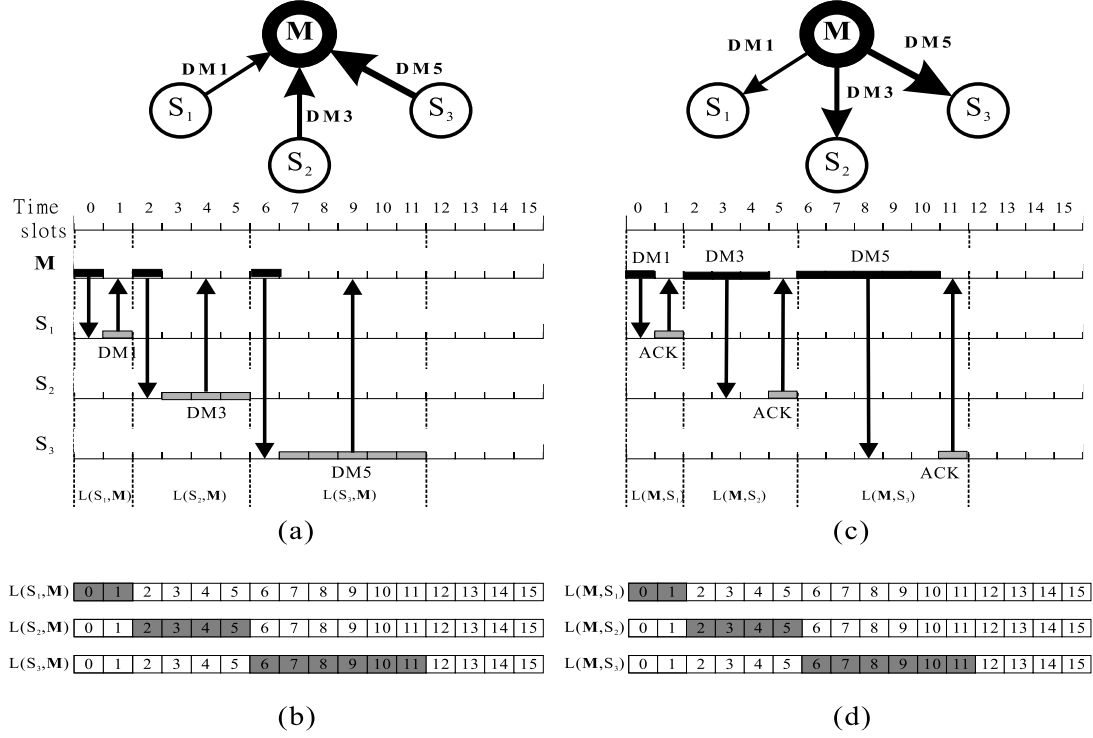 M
DM1
DM5
DM3
S1
S2
S3
Time slots
0 1 2 3 4 5 6 7 8 9 10 11 12 13 14 15
M
S1
DM1
S2
DM3
S3
DM5
L(S1,M) L(S2,M) L(S3,M)
(a)
M
DM1
DM5
DM3
S1
S3
S2
0 1 2 3 4 5 6 7 8 9 10 11 12 13 14 15
DM1 DM3 DM5
ACK
ACK
ACK
L(M,S1) L(M,S2) L(M,S3)
(c)
L(S1,M) 0 1 2 3 4 5 6 7 8 9 10 11 12 13 14 15
L(S2,M) 0 1 2 3 4 5 6 7 8 9 10 11 12 13 14 15
L(S3,M) 0 1 2 3 4 5 6 7 8 9 10 11 12 13 14 15
(b)
L(M,S1) 0 1 2 3 4 5 6 7 8 9 10 11 12 13 14 15
L(M,S2) 0 1 2 3 4 5 6 7 8 9 10 11 12 13 14 15
L(M,S3) 0 1 2 3 4 5 6 7 8 9 10 11 12 13 14 15
(d)